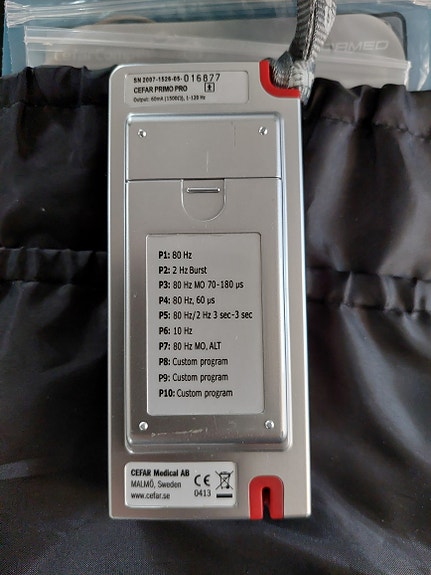 SN 2007-1526-05-016877
CEFAR PRIMO PRO
Output: 60mA (1500Ω), 1-120 Hz
P1: 80 Hz
P2: 2 Hz Burst
P3: 80 Hz MO 70-180 µs
P4: 80 Hz, 60 µs
P5: 80 Hz/2 Hz 3 sec-3 sec
P6: 10 Hz
P7: 80 Hz MO, ALT
P8: Custom program
P9: Custom program
P10: Custom program
CEFAR Medical AB
MALMÖ, Sweden
www.cefar.se
CE
0413